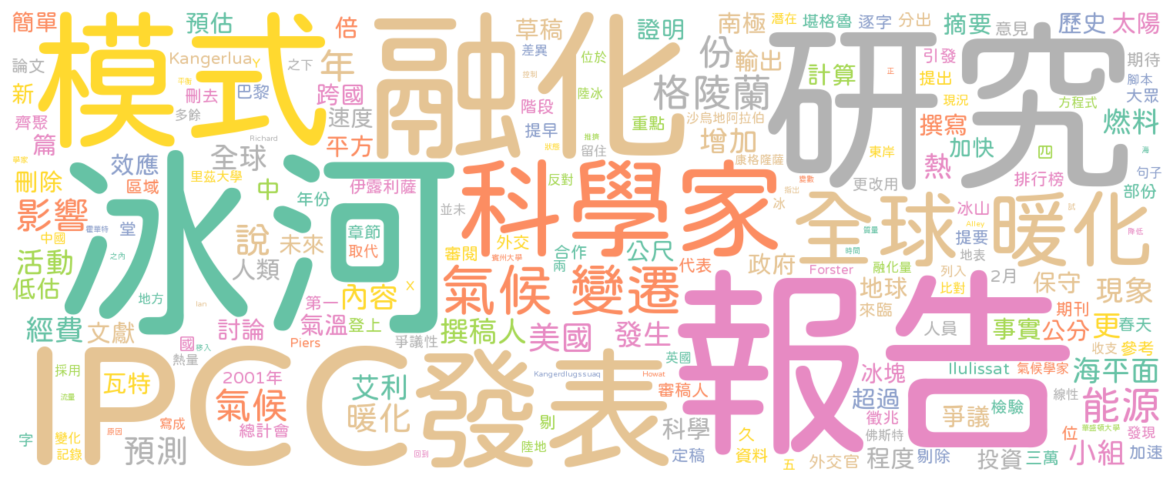 簡單
預估
倍
草稿
證明
南極
潛在
堪格魯
逐字
分出
摘要
意見
歷史
太陽
模式
融化
研究
論文
Kangerlua
之下
年
差異
位於
份
輸出
計算
引發
期待
新
刪去
巴黎
跨國
階段
陸冰
格陵蘭
提出
腳本
大眾
多餘
速度
提早
重點
沙烏地阿拉伯
現況
方程式
齊聚
Richard
平方
增加
撰寫
燃料
篇
效應
全球
留住
康格隆薩
東岸
加快
四
刪除
區域
里茲大學
中
伊露利薩
反對
熱
排行榜
句子
冰河
科學家
更改用
部份
影響
年份
並未
冰
全球
暖化
冰山
中國
堂
說
未來
章節
取代
審閱
外交
合作
公尺
提要
地表
活動
人類
兩
代表
政府
Forster
融化量
列入
2月
保守
低估
地方
第一
內容
X
氣候
變遷
地球
比對
現象
經費
文獻
討論
氣溫
登上
撰稿人
美國
發生
報告
來臨
期刊
國
Piers
爭議性
人員
事實
公分
更
春天
參考
熱量
IPCC
發表
英國
收支
採用
瓦特
2001年
艾利
Kangerdlugssuaq
Howat
審稿人
冰塊
Ilulissat
氣候學家
海平面
流量
氣候
暖化
剔
超過
線性
能源
字
總計會
科學
徵兆
爭議
檢驗
變化
寫成
陸地
久
佛斯特
位
發現
記錄
預測
定稿
資料
五
外交官
程度
剔除
投資
三萬
小組
加速